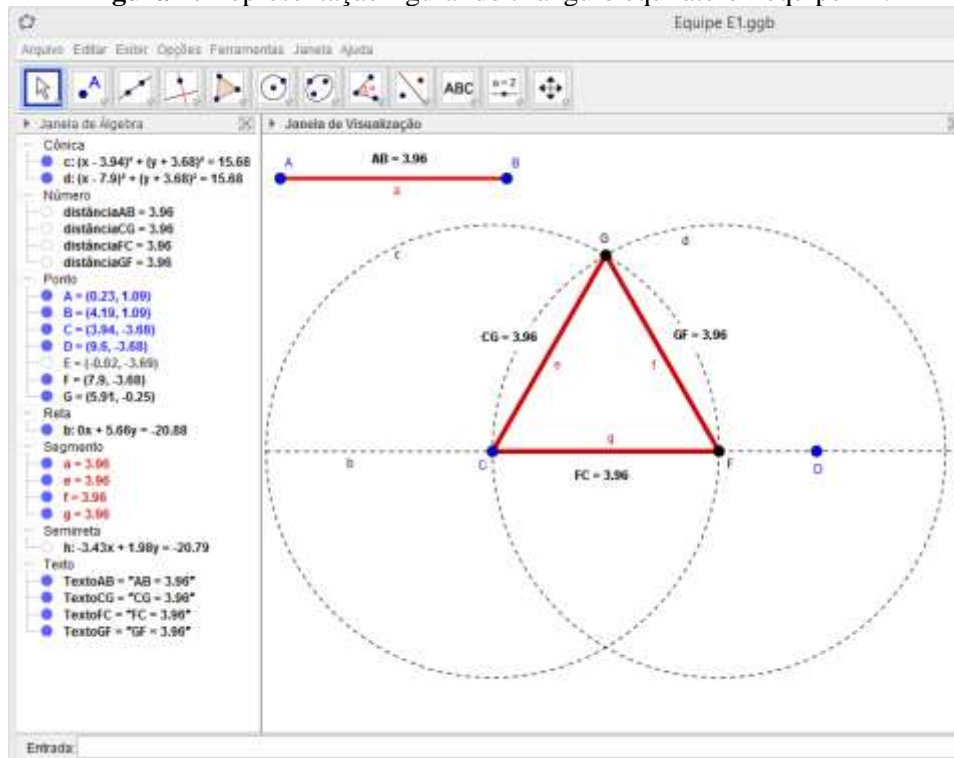 Equipe E1.ggb
Arquivo Editar Exibir Opções Ferramentas Janela Ajuda
ABC
a=2
Janela de Álgebra
Janela de Visualização
Cônica
c: (x - 3.94)² + (y + 3.68)² = 15.68
d: (x - 7.9)² + (y + 3.68)² = 15.68
Número
distânciaAB = 3.96
distânciaCG = 3.96
distânciaFC = 3.96
distânciaGF = 3.96
Ponto
A = (0.23, 1.09)
B = (4.19, 1.09)
C = (3.94, -3.68)
D = (9.6, -3.68)
E = (-0.02, -3.69)
F = (7.9, -3.68)
G = (5.91, -0.25)
Reta
b: 0x + 5.66y = -20.88
Segmento
a = 3.96
e = 3.96
f = 3.96
g = 3.96
Semirreta
h: -3.43x + 1.98y = -20.79
Texto
TextoAB = "AB = 3.96"
TextoCG = "CG = 3.96"
TextoFC = "FC = 3.96"
TextoGF = "GF = 3.96"
A
AB = 3.96
B
a
G
d
c
CG = 3.96
GF = 3.96
e
f
g
b
C
F
D
FC = 3.96
Entrada: